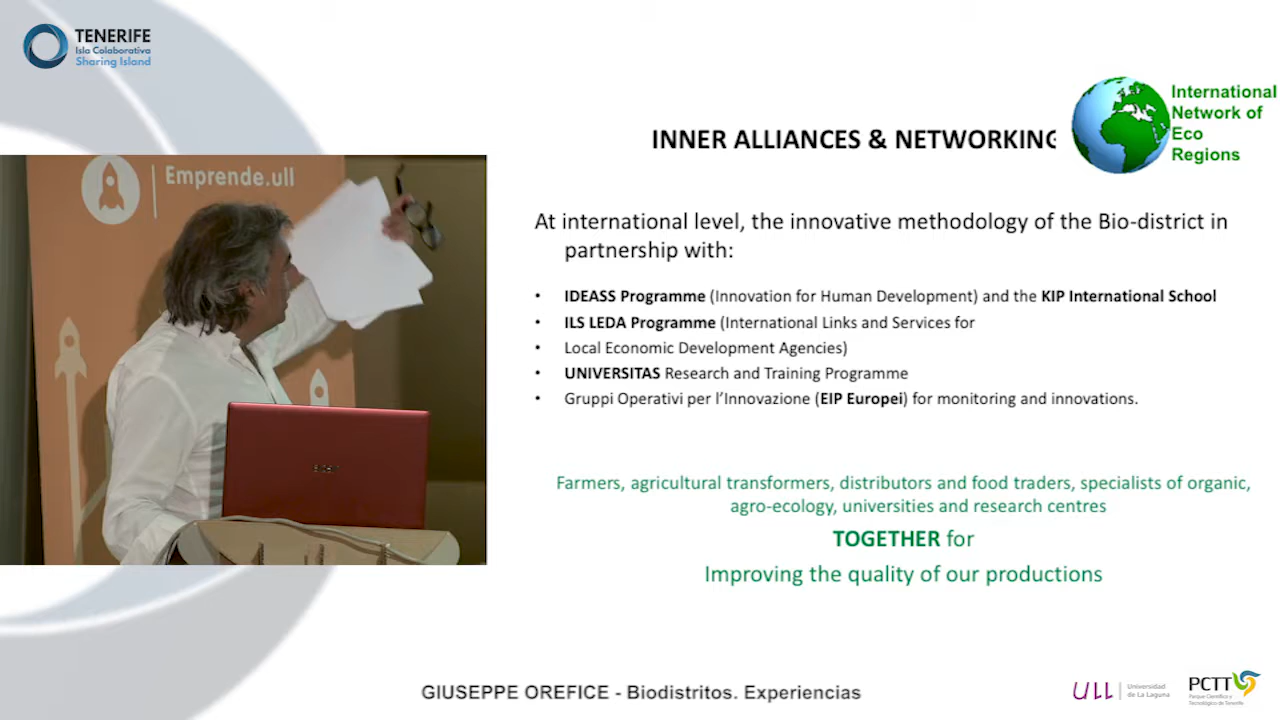 TENERIFE
Isla Colaborativa
Sharing Island
International
Network of
Eco
Regions
INNER ALLIANCES & NETWORKING
Emprende.ull
At international level, the innovative methodology of the Bio-district in
partnership with:
• IDEASS Programme (Innovation for Human Development) and the KIP International School
• ILS LEDA Programme (International Links and Services for
• Local Economic Development Agencies)
• UNIVERSITAS Research and Training Programme
• Gruppi Operativi per l’Innovazione (EIP Europei) for monitoring and innovations.
Farmers, agricultural transformers, distributors and food traders, specialists of organic,
agro-ecology, universities and research centres
TOGETHER for
Improving the quality of our productions
GIUSEPPE OREFICE - Biodistritos. Experiencias
ULL
Universidad
de La Laguna
PCTT
Parque Científico y
Tecnológico de Tenerife